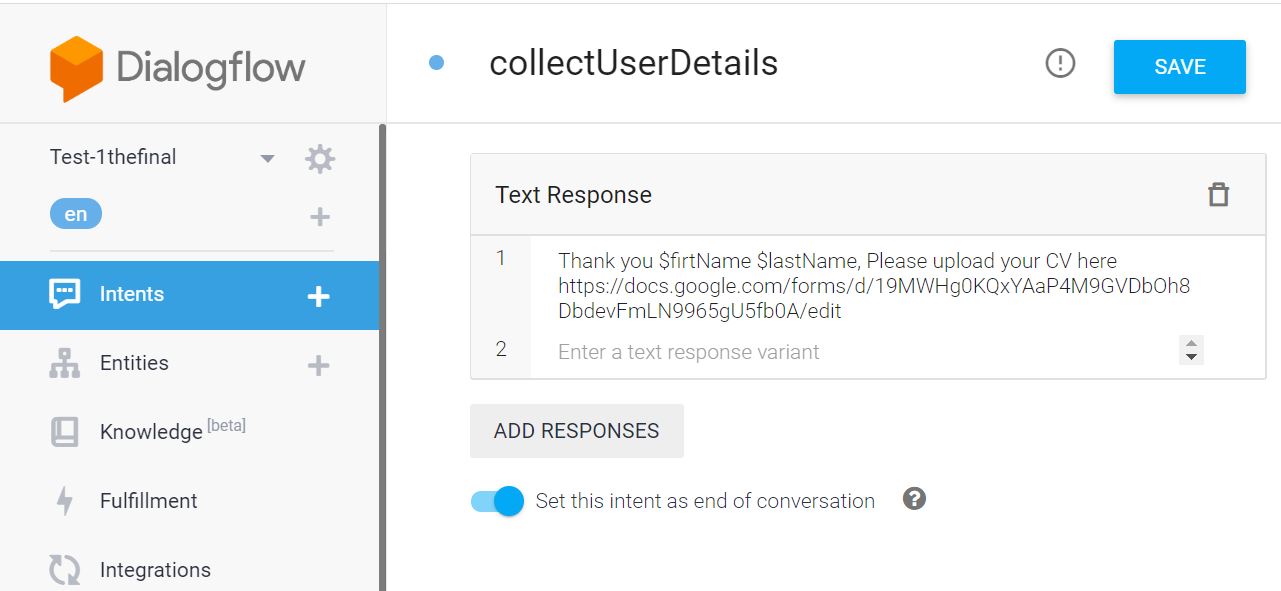 Dialogflow
collectUserDetails
SAVE
Test-1thefinal
en
Intents
Entities
Knowledge [beta]
Fulfillment
Integrations
Text Response
1
Thank you $firtName $lastName, Please upload your CV here
https://docs.google.com/forms/d/19MWHg0KQxYAaP4M9GVDbOh8
DbdevFmLN9965gU5fb0A/edit
2
Enter a text response variant
ADD RESPONSES
Set this intent as end of conversation